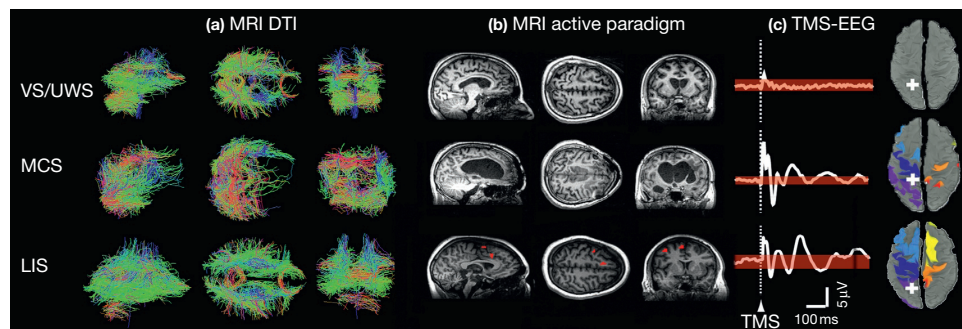 (a) MRI DTI
(b) MRI active paradigm
(c) TMS-EEG
VS/UWS
MCS
LIS
5 μV
100 ms
TMS